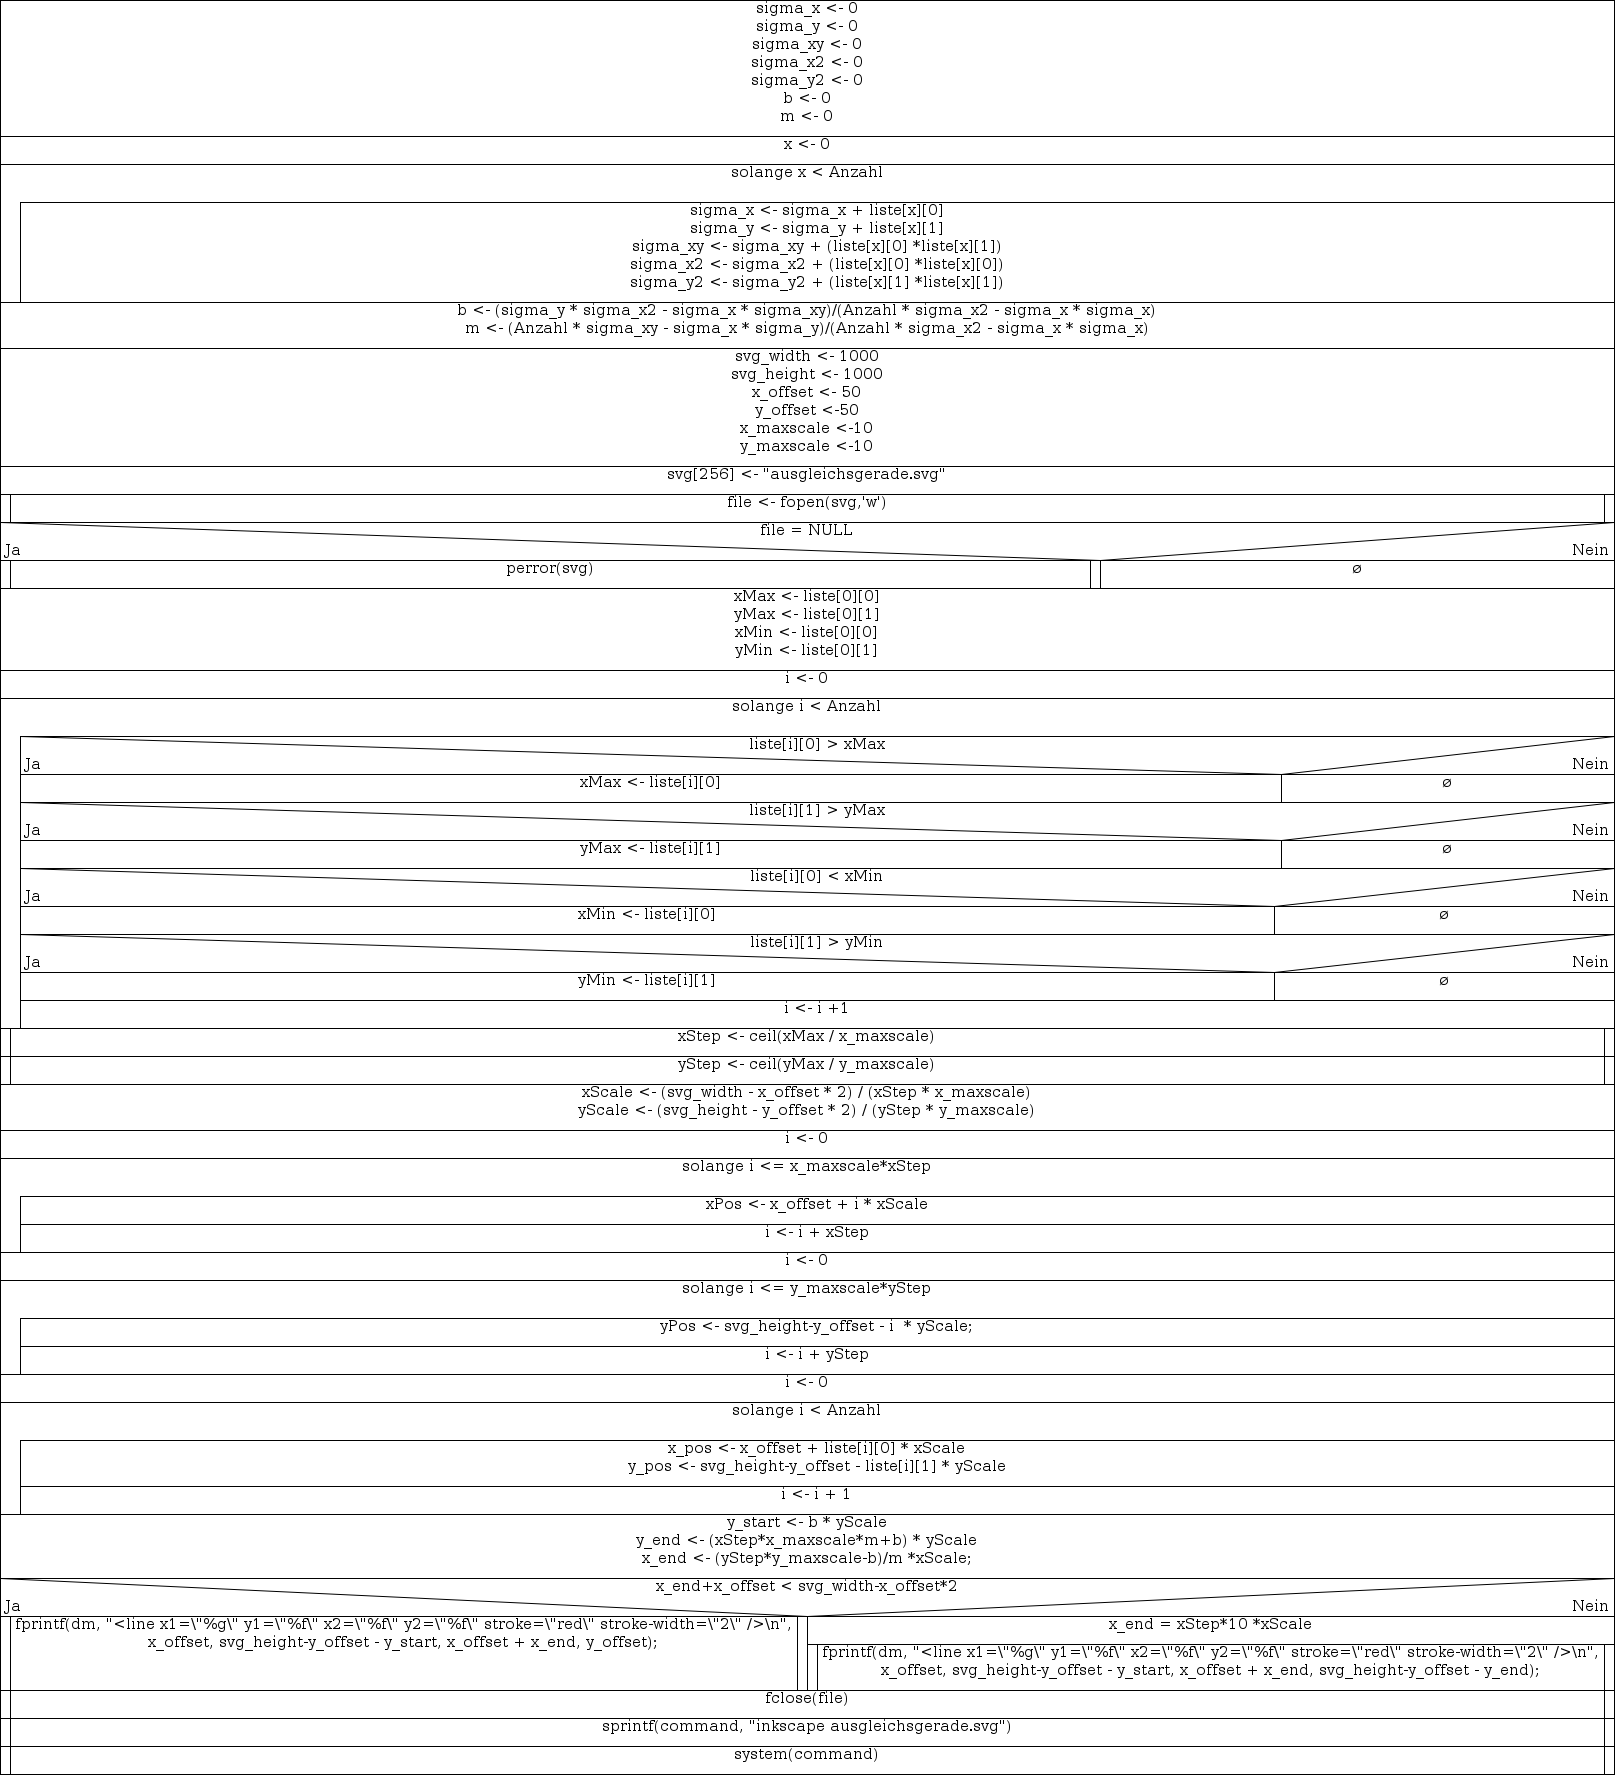 sigma_x <- 0
sigma_y <- 0
sigma_xy <- 0
sigma_x2 <- 0
sigma_y2 <- 0
b <- 0
m <- 0
x <- 0
solange x < Anzahl
sigma_x <- sigma_x + liste[x][0]
sigma_y <- sigma_y + liste[x][1]
sigma_xy <- sigma_xy + (liste[x][0] *liste[x][1])
sigma_x2 <- sigma_x2 + (liste[x][0] *liste[x][0])
sigma_y2 <- sigma_y2 + (liste[x][1] *liste[x][1])
b <- (sigma_y * sigma_x2 - sigma_x * sigma_xy)/(Anzahl * sigma_x2 - sigma_x * sigma_x)
m <- (Anzahl * sigma_xy - sigma_x * sigma_y)/(Anzahl * sigma_x2 - sigma_x * sigma_x)
svg_width <- 1000
svg_height <- 1000
x_offset <- 50
y_offset <-50
x_maxscale <-10
y_maxscale <-10
svg[256] <- "ausgleichsgerade.svg"
file <- fopen(svg,'w')
file = NULL
Ja
Nein
perror(svg)
ø
xMax <- liste[0][0]
yMax <- liste[0][1]
xMin <- liste[0][0]
yMin <- liste[0][1]
i <- 0
solange i < Anzahl
liste[i][0] > xMax
Ja
Nein
xMax <- liste[i][0]
ø
liste[i][1] > yMax
Ja
Nein
yMax <- liste[i][1]
ø
liste[i][0] < xMin
Ja
Nein
xMin <- liste[i][0]
ø
liste[i][1] > yMin
Ja
Nein
yMin <- liste[i][1]
ø
i <- i +1
xStep <- ceil(xMax / x_maxscale)
yStep <- ceil(yMax / y_maxscale)
xScale <- (svg_width - x_offset * 2) / (xStep * x_maxscale)
yScale <- (svg_height - y_offset * 2) / (yStep * y_maxscale)
i <- 0
solange i <= x_maxscale*xStep
xPos <- x_offset + i * xScale
i <- i + xStep
i <- 0
solange i <= y_maxscale*yStep
yPos <- svg_height-y_offset - i  * yScale;
i <- i + yStep
i <- 0
solange i < Anzahl
x_pos <- x_offset + liste[i][0] * xScale
y_pos <- svg_height-y_offset - liste[i][1] * yScale
i <- i + 1
y_start <- b * yScale
y_end <- (xStep*x_maxscale*m+b) * yScale
x_end <- (yStep*y_maxscale-b)/m *xScale;
x_end+x_offset < svg_width-x_offset*2
Ja
Nein
fprintf(dm, "<line x1=\"%g\" y1=\"%f\" x2=\"%f\" y2=\"%f\" stroke=\"red\" stroke-width=\"2\" />\n",
x_offset, svg_height-y_offset - y_start, x_offset + x_end, y_offset);
x_end = xStep*10 *xScale
fprintf(dm, "<line x1=\"%g\" y1=\"%f\" x2=\"%f\" y2=\"%f\" stroke=\"red\" stroke-width=\"2\" />\n",
x_offset, svg_height-y_offset - y_start, x_offset + x_end, svg_height-y_offset - y_end);
fclose(file)
sprintf(command, "inkscape ausgleichsgerade.svg")
system(command)